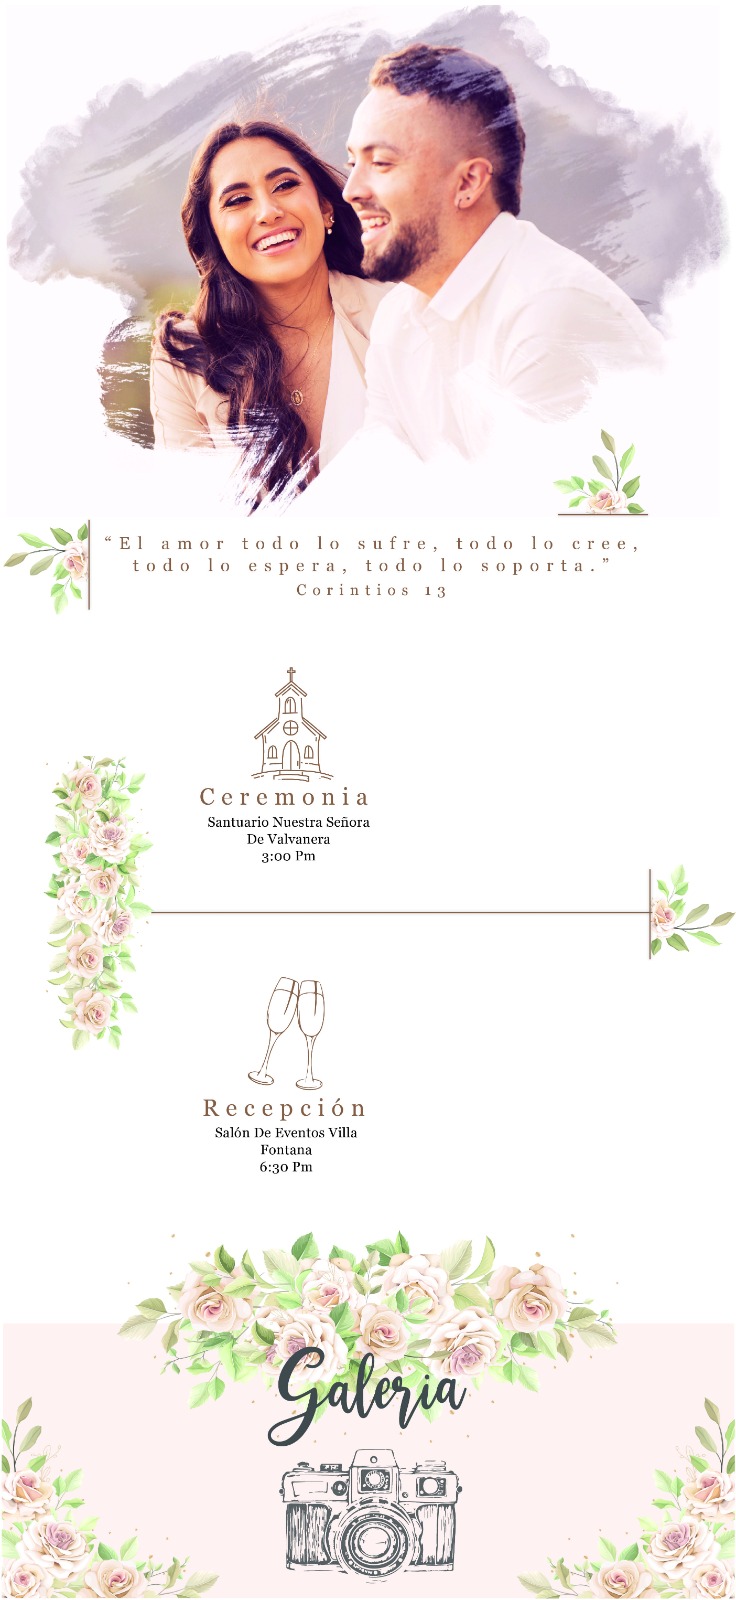 “El amor todo lo sufre, todo lo cree,
todo lo espera, todo lo soporta.”
Corintios 13
Ceremonia
Santuario Nuestra Señora
De Valvanera
3:00 Pm
Recepción
Salón De Eventos Villa
Fontana
6:30 Pm
Galeria